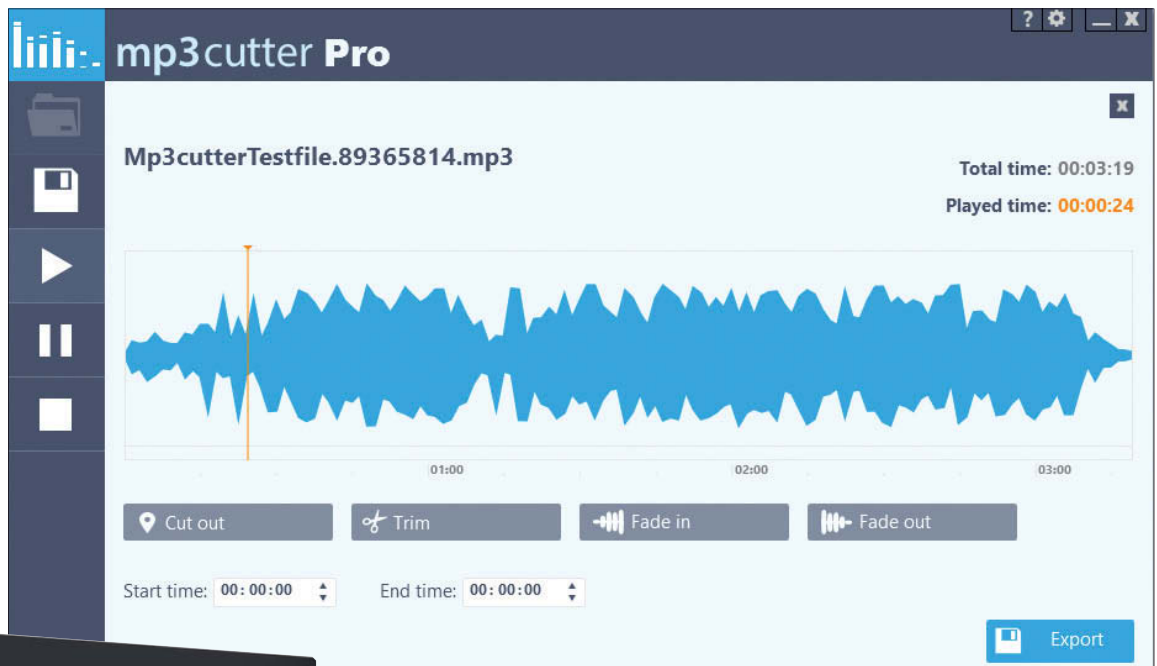 ? X
mp3cutter Pro
X
Mp3cutterTestfile.89365814.mp3
Total time: 00:03:19
Played time: 00:00:24
01:00 02:00 03:00
Cut out Trim Fade in Fade out
Start time: 00:00:00 End time: 00:00:00
Export